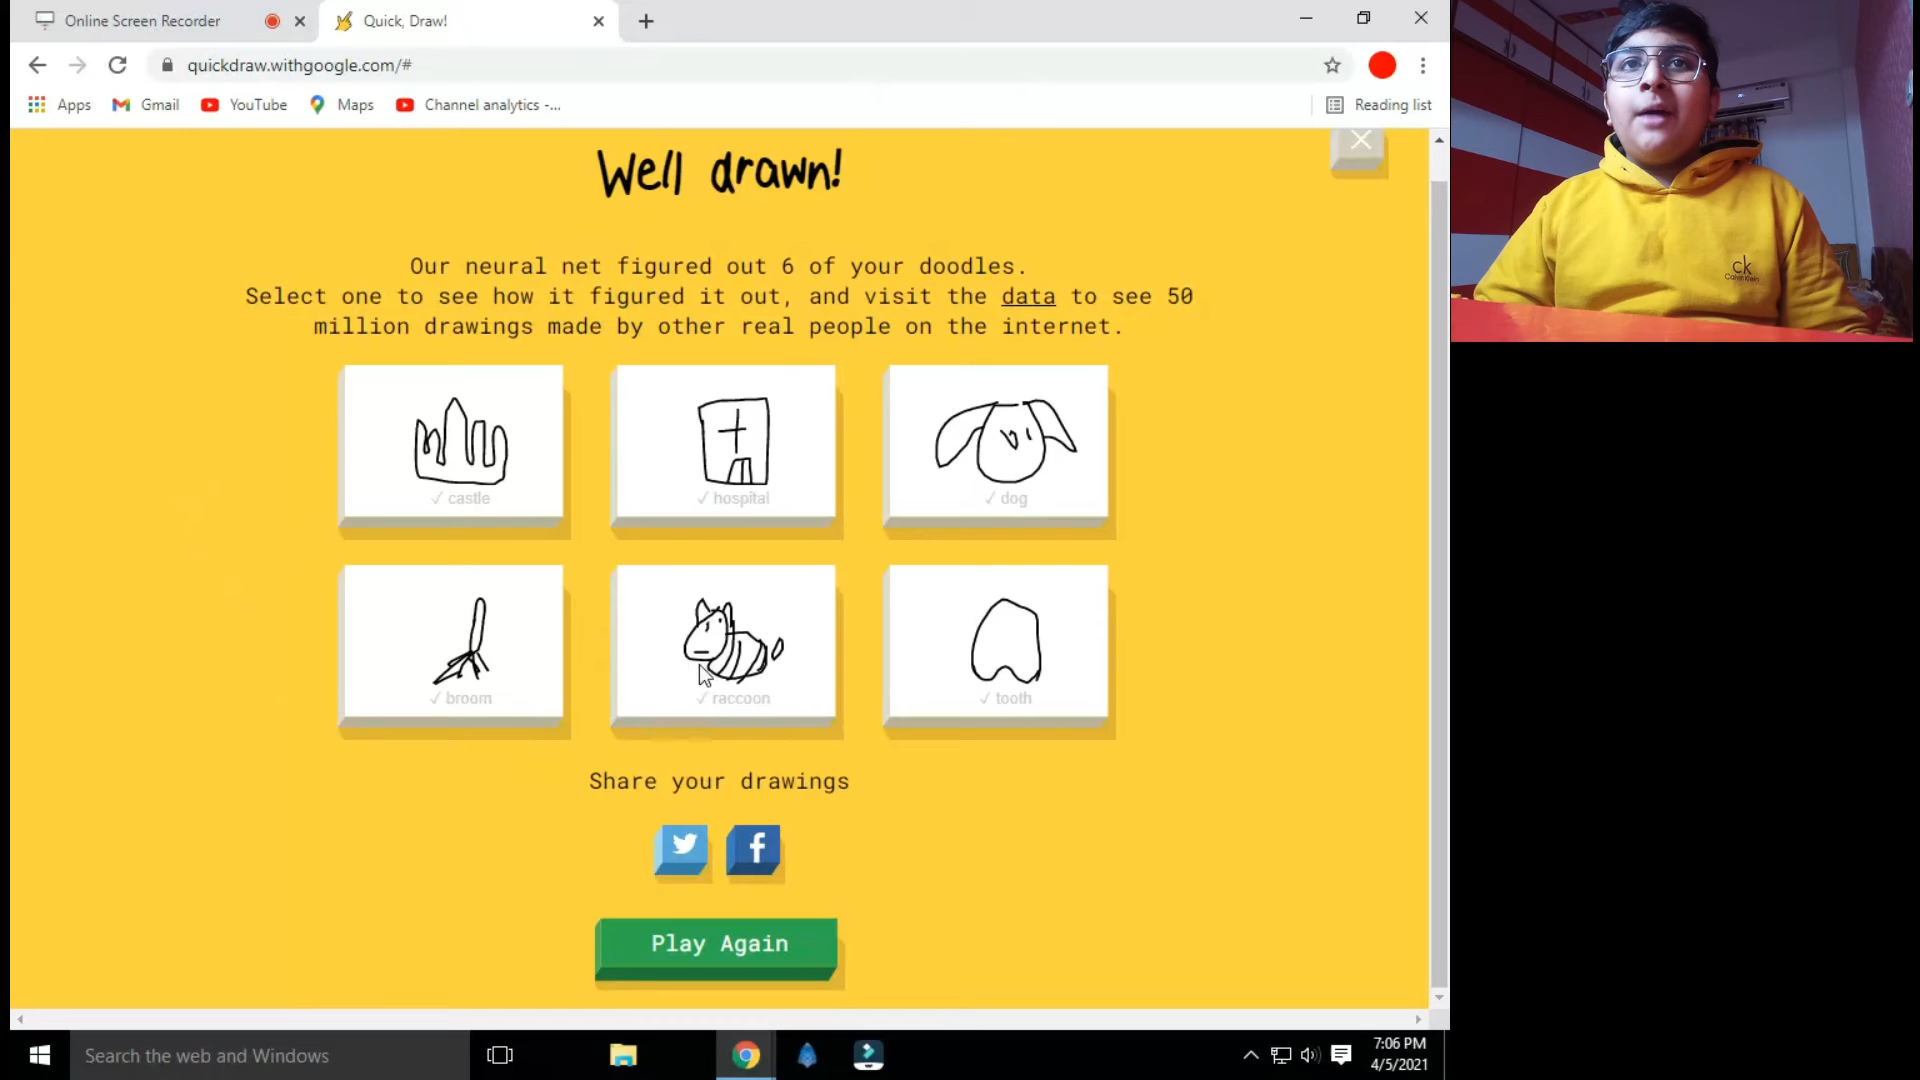 Online Screen Recorder
Quick, Draw!
quickdraw.withgoogle.com/#
Apps
Gmail
YouTube
Maps
Channel analytics -...
Reading list
Well drawn!
Our neural net figured out 6 of your doodles.
Select one to see how it figured it out, and visit the data to see 50
million drawings made by other real people on the internet.
✓ castle
✓ hospital
✓ dog
✓ broom
✓ raccoon
✓ tooth
Share your drawings
Play Again
ck
Calvin Klein
Search the web and Windows
7:06 PM
4/5/2021